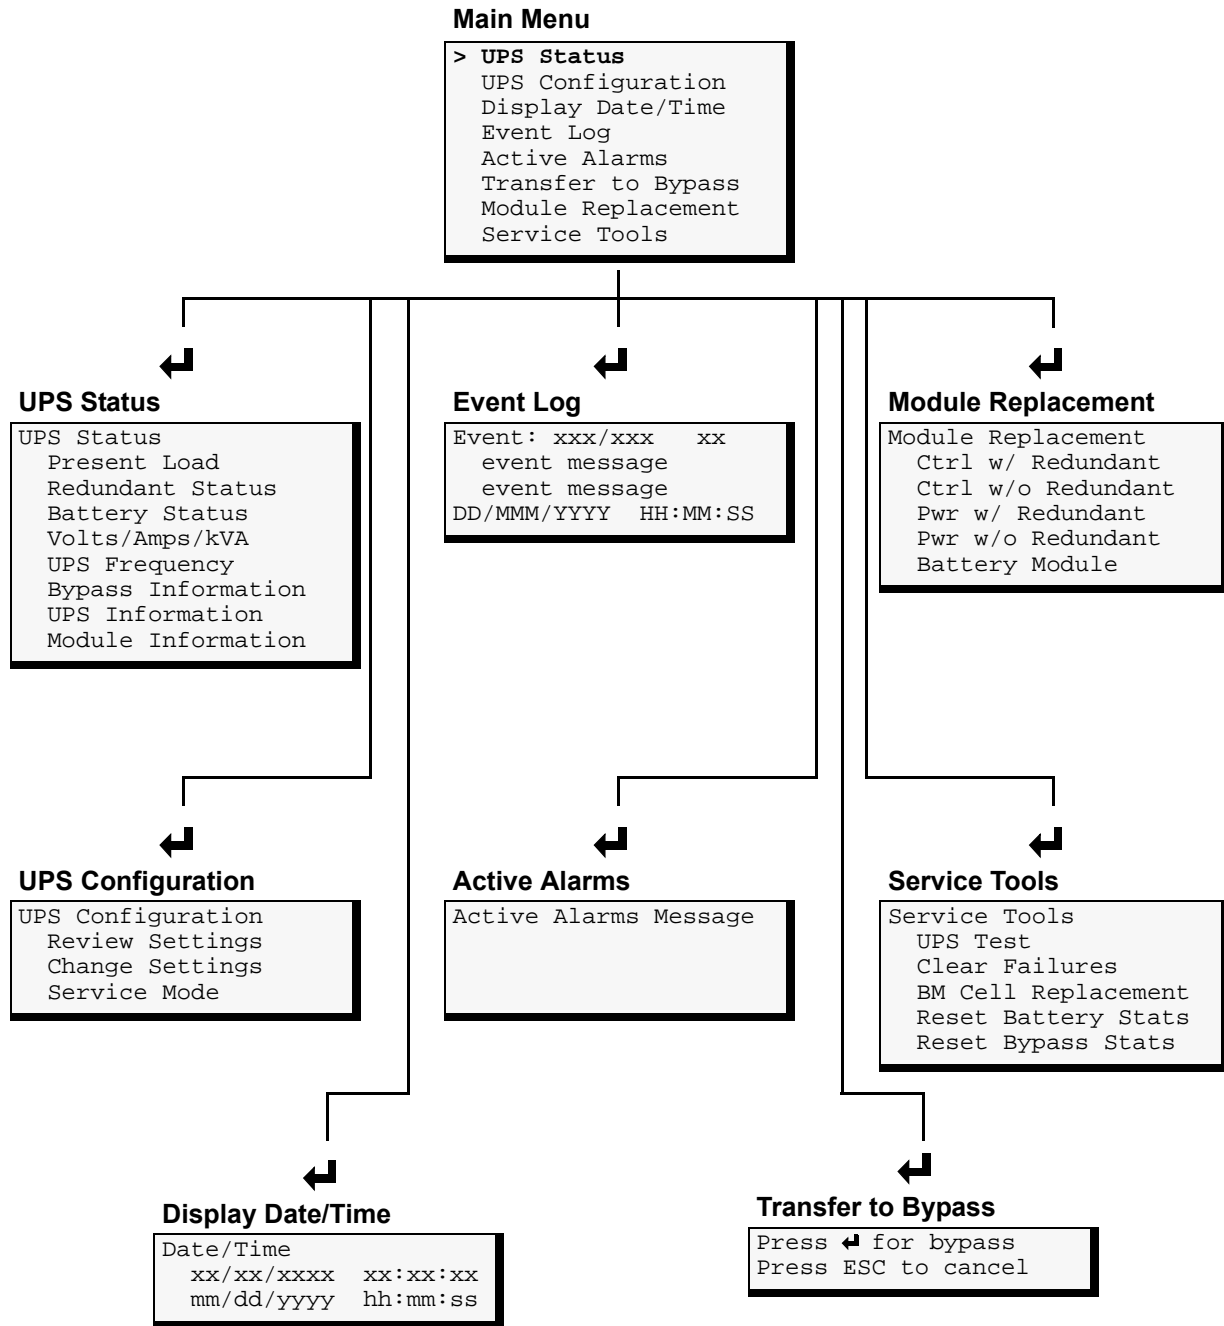 Main Menu
> UPS Status
UPS Configuration
Display Date/Time
Event Log
Active Alarms
Transfer to Bypass
Module Replacement
Service Tools
UPS Status
UPS Status
Present Load
Redundant Status
Battery Status
Volts/Amps/kVA
UPS Frequency
Bypass Information
UPS Information
Module Information
Event Log
Event: xxx/xxx xx
event message
event message
DD/MMM/YYYY HH:MM:SS
Module Replacement
Module Replacement
Ctrl w/ Redundant
Ctrl w/o Redundant
Pwr w/ Redundant
Pwr w/o Redundant
Battery Module
UPS Configuration
UPS Configuration
Review Settings
Change Settings
Service Mode
Active Alarms
Active Alarms Message
Service Tools
Service Tools
UPS Test
Clear Failures
BM Cell Replacement
Reset Battery Stats
Reset Bypass Stats
Display Date/Time
Date/Time
xx/xx/xxxx xx:xx:xx
mm/dd/yyyy hh:mm:ss
Transfer to Bypass
Press ↵ for bypass
Press ESC to cancel